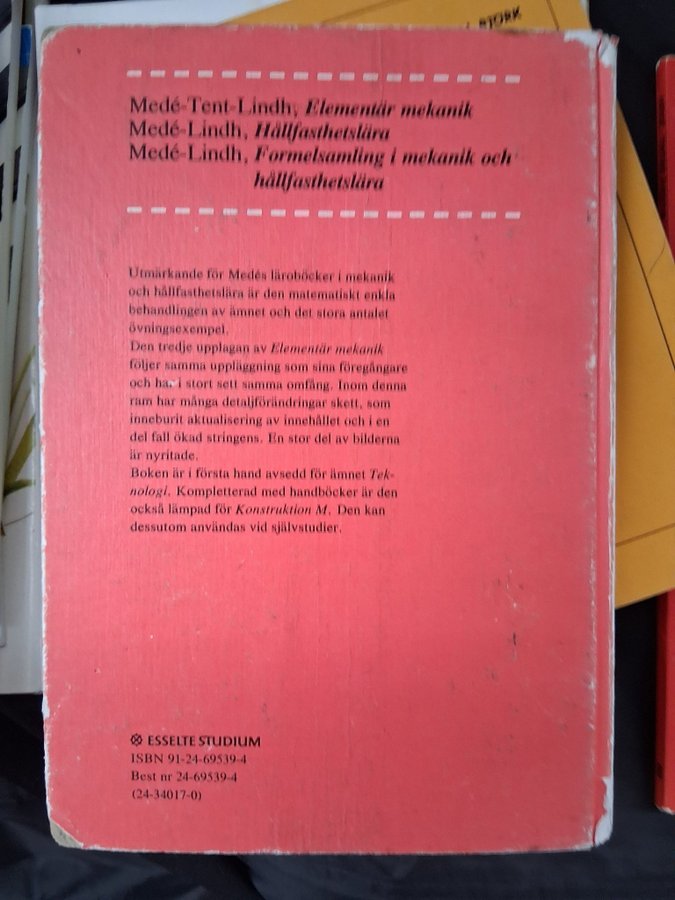 BJÖRK
Medé-Tent-Lindh, Elementär mekanik
Medé-Lindh, Hållfasthetslära
Medé-Lindh, Formelsamling i mekanik och
hållfasthetslära
Utmärkande för Medés läroböcker i mekanik
och hållfasthetslära är den matematiskt enkla
behandlingen av ämnet och det stora antalet
övningsexempel.
Den tredje upplagan av Elementär mekanik
följer samma uppläggning som sina föregångare
och har i stort sett samma omfång. Inom denna
ram har många detaljförändringar skett, som
inneburit aktualisering av innehållet och i en
del fall ökad stringens. En stor del av bilderna
är nyritade.
Boken är i första hand avsedd för ämnet Tek-
nologi. Kompletterad med handböcker är den
också lämpad för Konstruktion M. Den kan
dessutom användas vid självstudier.
ESSELTE STUDIUM
ISBN 91-24-69539-4
Best nr 24-69539-4
(24-34017-0)